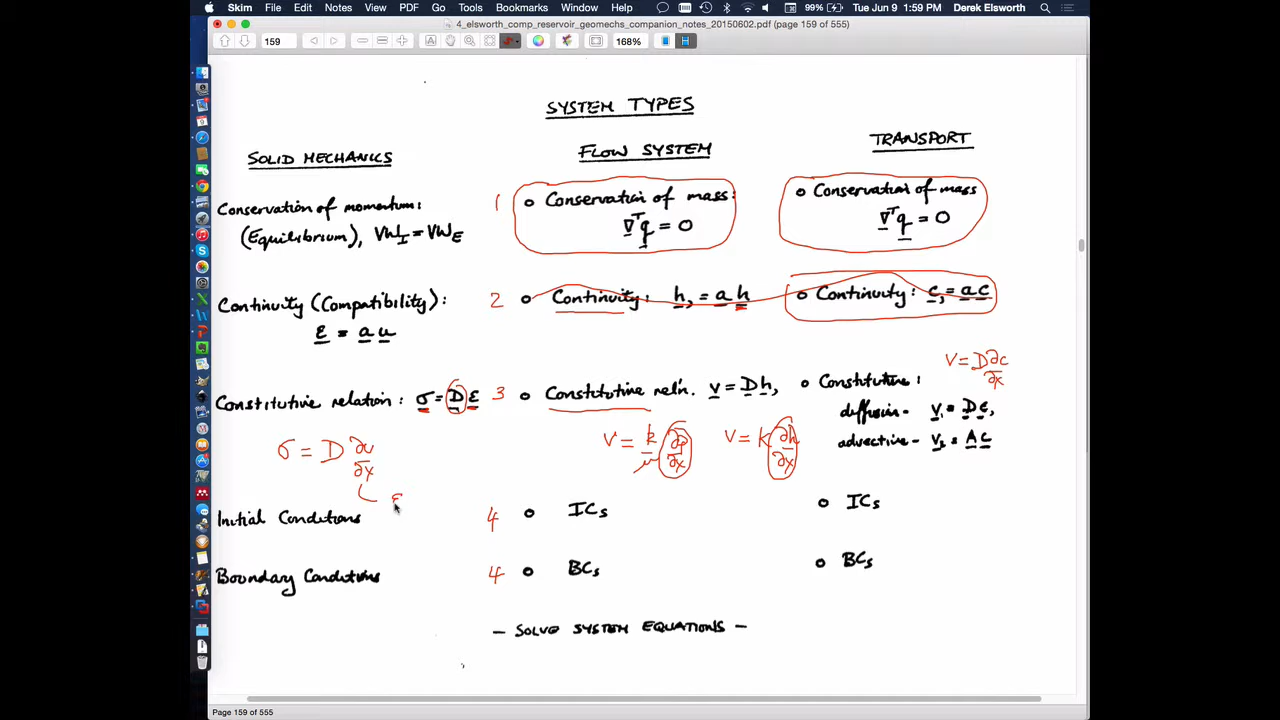 Skim File Edit View Go Tools Bookmarks Window Help 99% Tue Jun 9 1:59 PM Derek Elsworth
4_elsworth_comp_reservoir_geomechs_companion_notes_20150602.pdf (page 159 of 555)
159 168%
SYSTEM TYPES
SOLID MECHANICS
FLOW SYSTEM
TRANSPORT
Conservation of momentum:
(Equilibrium), VWI = VWE
1 o Conservation of mass:
∇ᵀq = 0
o Conservation of mass
∇ᵀq = 0
Continuity (Compatibility):
ε = a u
2 o Continuity: h, = a h
o Continuity: c, = a c
Constitutive relation: σ = D ε
3 o Constitutive reln. v = D h,
o Constitutive:
diffusion- v₁ = D c,
advective- v₂ = A c
V = D ∂c/∂x
σ = D ∂u/∂x
ε
V = k/μ ∂p/∂x
V = K ∂h/∂x
Initial Conditions
4 o ICs
o ICs
Boundary Conditions
4 o BCs
o BCs
— SOLVE SYSTEM EQUATIONS —
Page 159 of 555